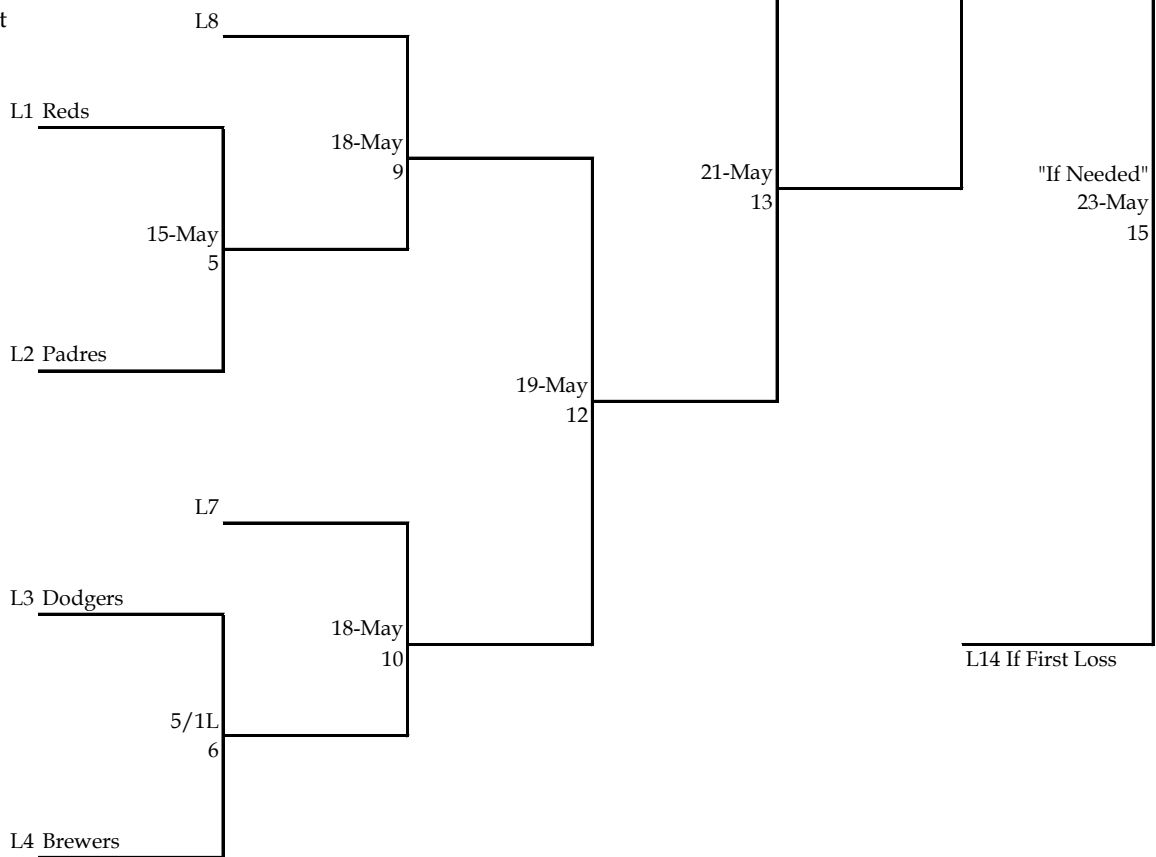 t
L8
L1 Reds
18-May
9
21-May
13
"If Needed"
23-May
15
15-May
5
L2 Padres
19-May
12
L7
L3 Dodgers
18-May
10
L14 If First Loss
5/1L
6
L4 Brewers